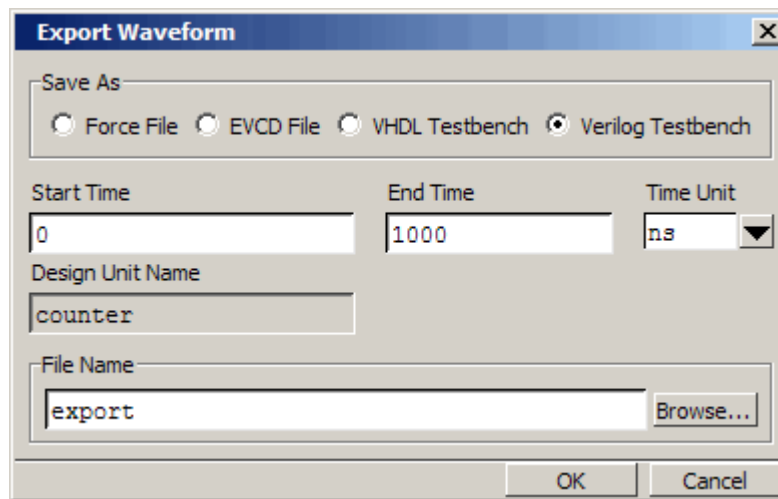 Export Waveform
Save As
Force File EVCD File VHDL Testbench Verilog Testbench
Start Time End Time Time Unit
0 1000 ns
Design Unit Name
counter
File Name
export Browse...
OK Cancel